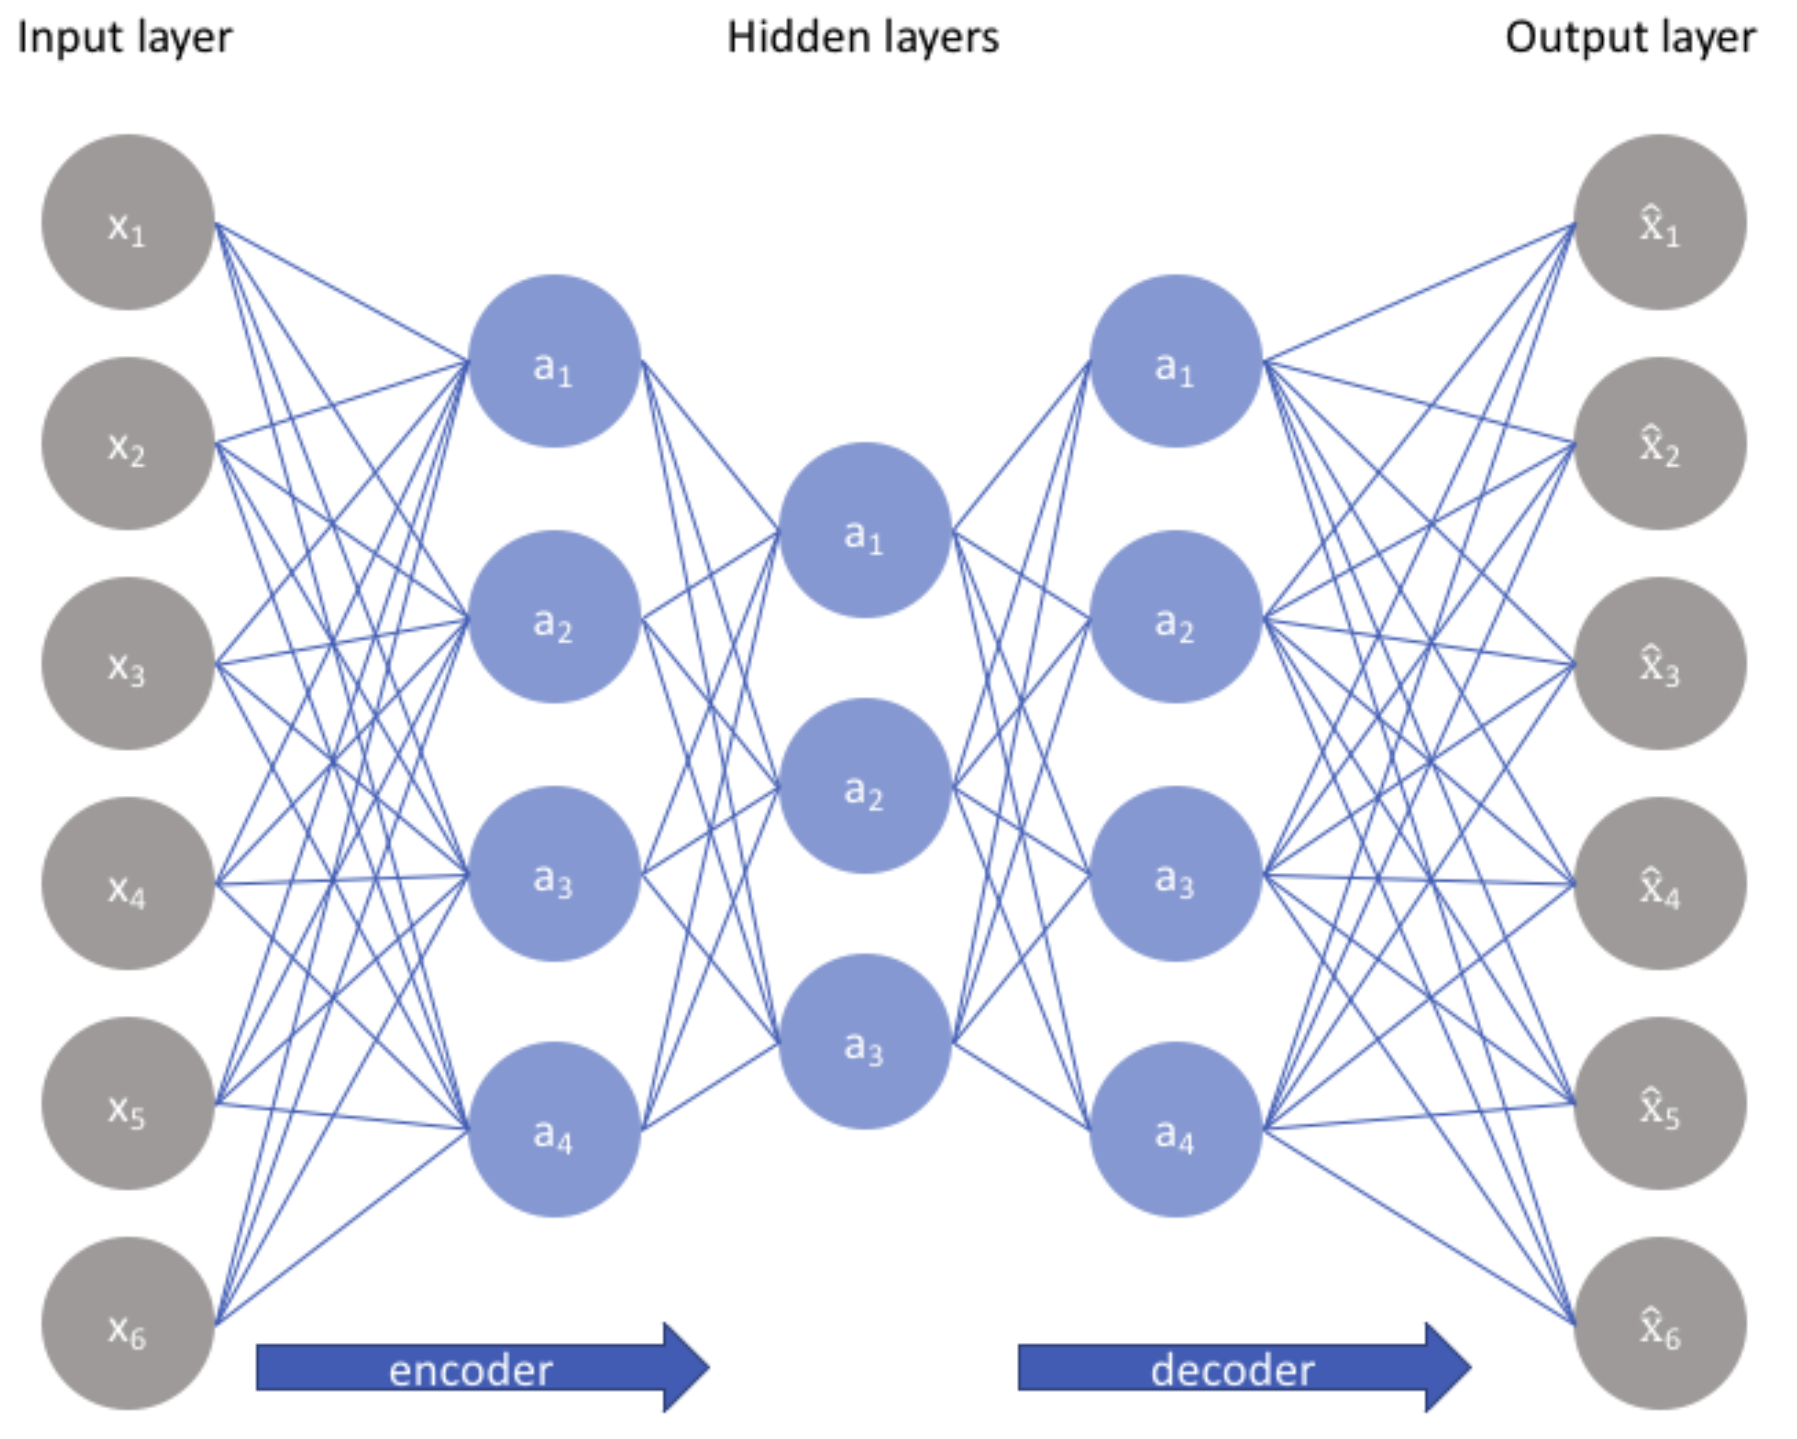 Input layer
Hidden layers
Output layer
x₁
x₂
x₃
x₄
x₅
x₆
a₁
a₂
a₃
a₄
a₁
a₂
a₃
a₁
a₂
a₃
a₄
x̂₁
x̂₂
x̂₃
x̂₄
x̂₅
x̂₆
encoder
decoder